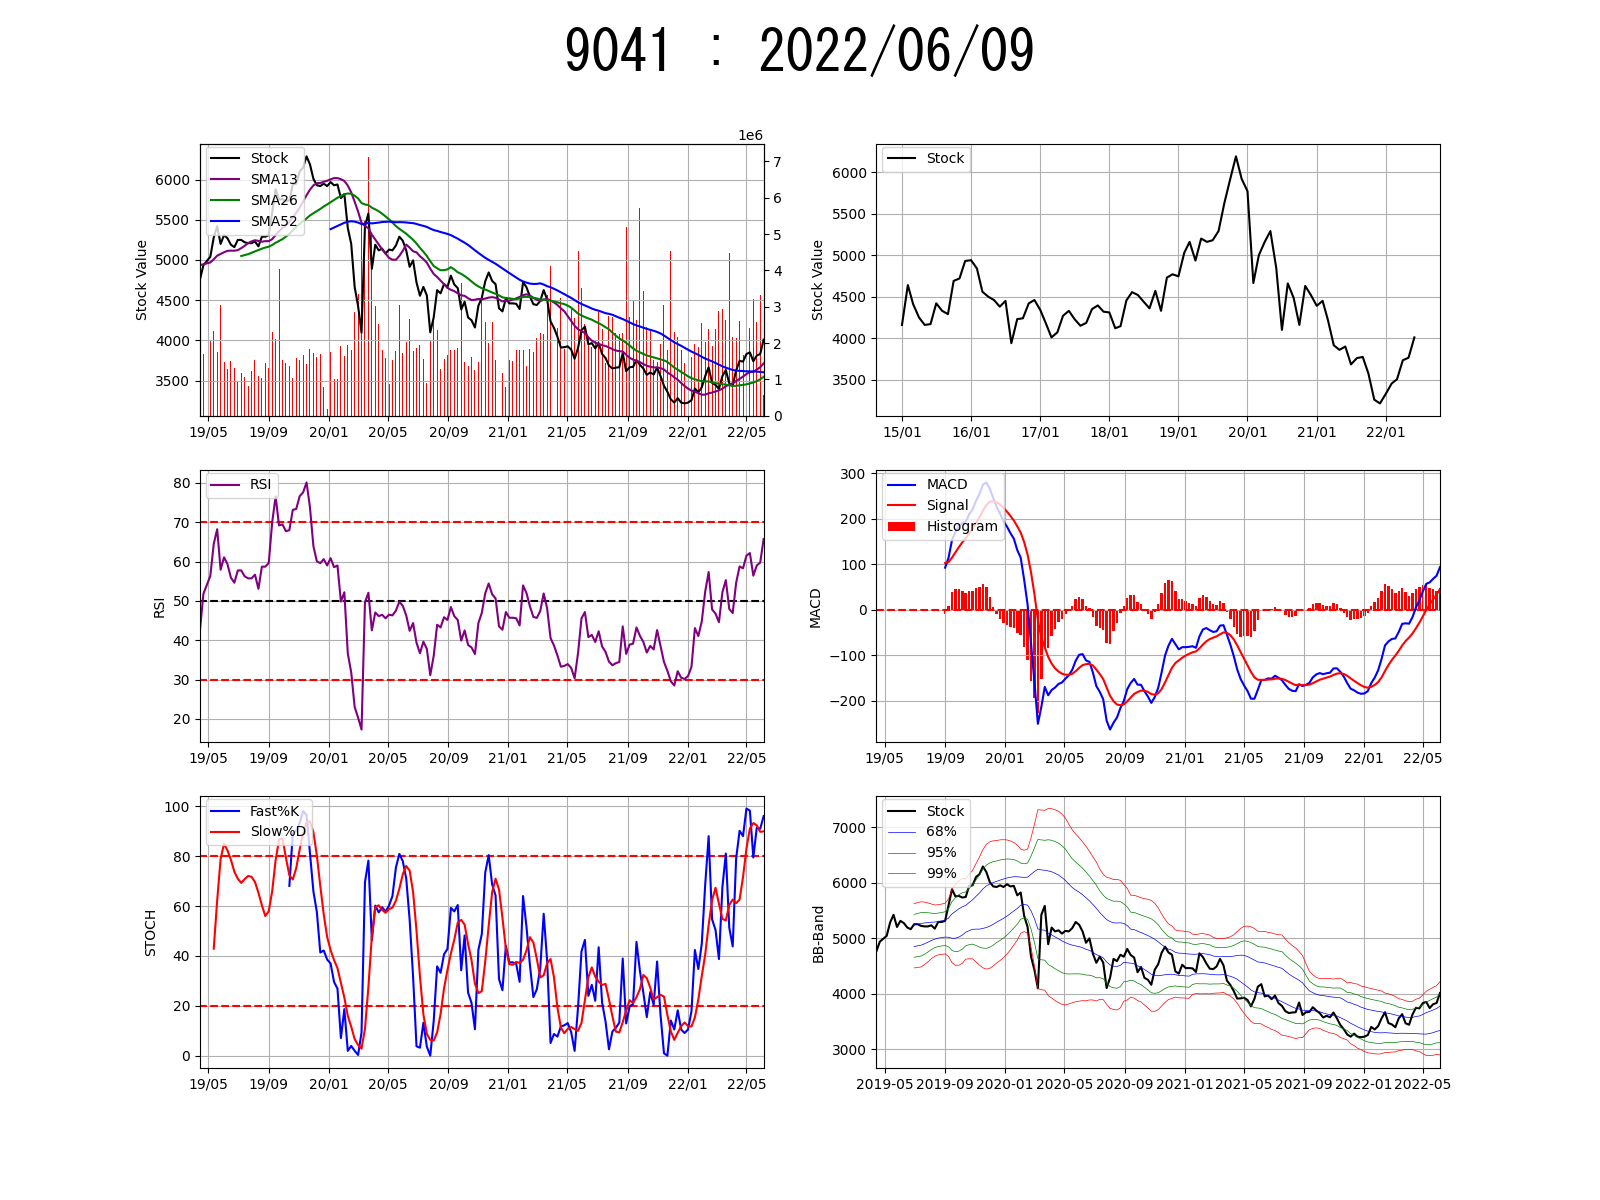 9041 : 2022/06/09
1e6
Stock
SMA13
SMA26
SMA52
Stock Value
6000
5500
5000
4500
4000
3500
7
6
5
4
3
2
1
0
19/05 19/09 20/01 20/05 20/09 21/01 21/05 21/09 22/01 22/05
Stock
Stock Value
6000
5500
5000
4500
4000
3500
15/01 16/01 17/01 18/01 19/01 20/01 21/01 22/01
RSI
RSI
80
70
60
50
40
30
20
19/05 19/09 20/01 20/05 20/09 21/01 21/05 21/09 22/01 22/05
MACD
Signal
Histogram
MACD
300
200
100
0
−100
−200
19/05 19/09 20/01 20/05 20/09 21/01 21/05 21/09 22/01 22/05
Fast%K
Slow%D
STOCH
100
80
60
40
20
0
19/05 19/09 20/01 20/05 20/09 21/01 21/05 21/09 22/01 22/05
Stock
68%
95%
99%
BB-Band
7000
6000
5000
4000
3000
2019-05 2019-09 2020-01 2020-05 2020-09 2021-01 2021-05 2021-09 2022-01 2022-05